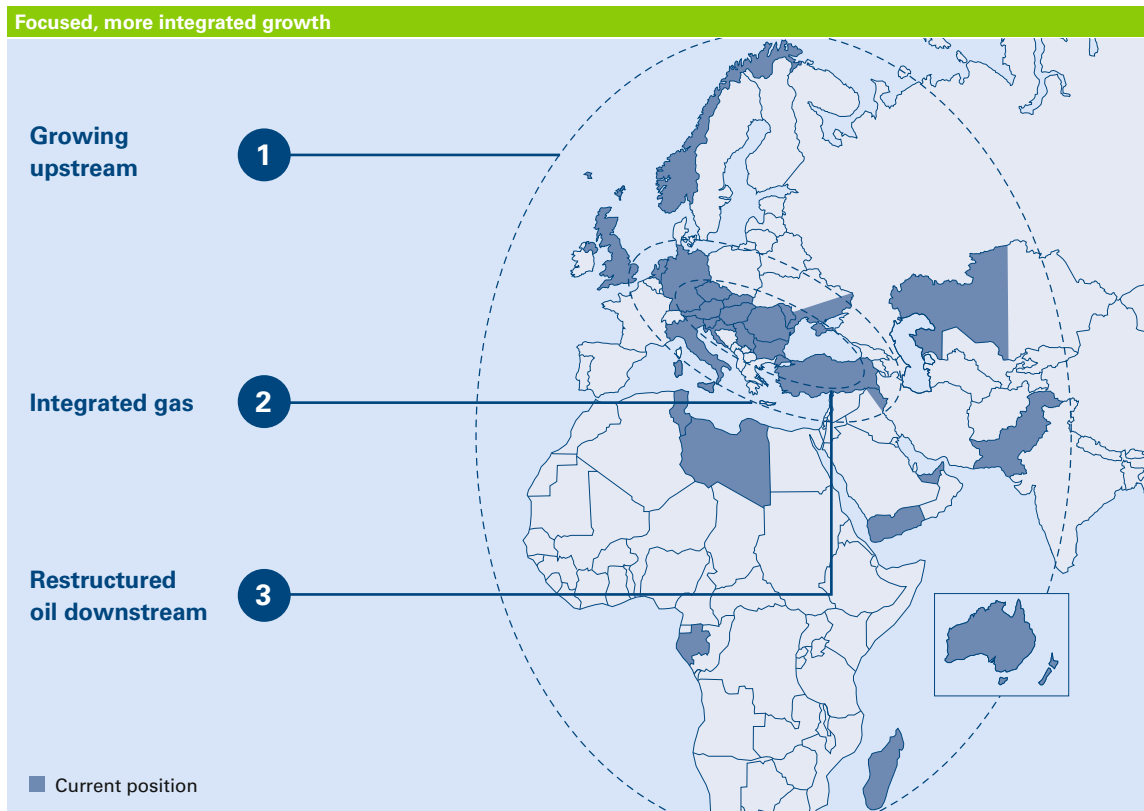 Focused, more integrated growth
Growing
upstream
1
Integrated gas
2
Restructured
oil downstream
3
Current position